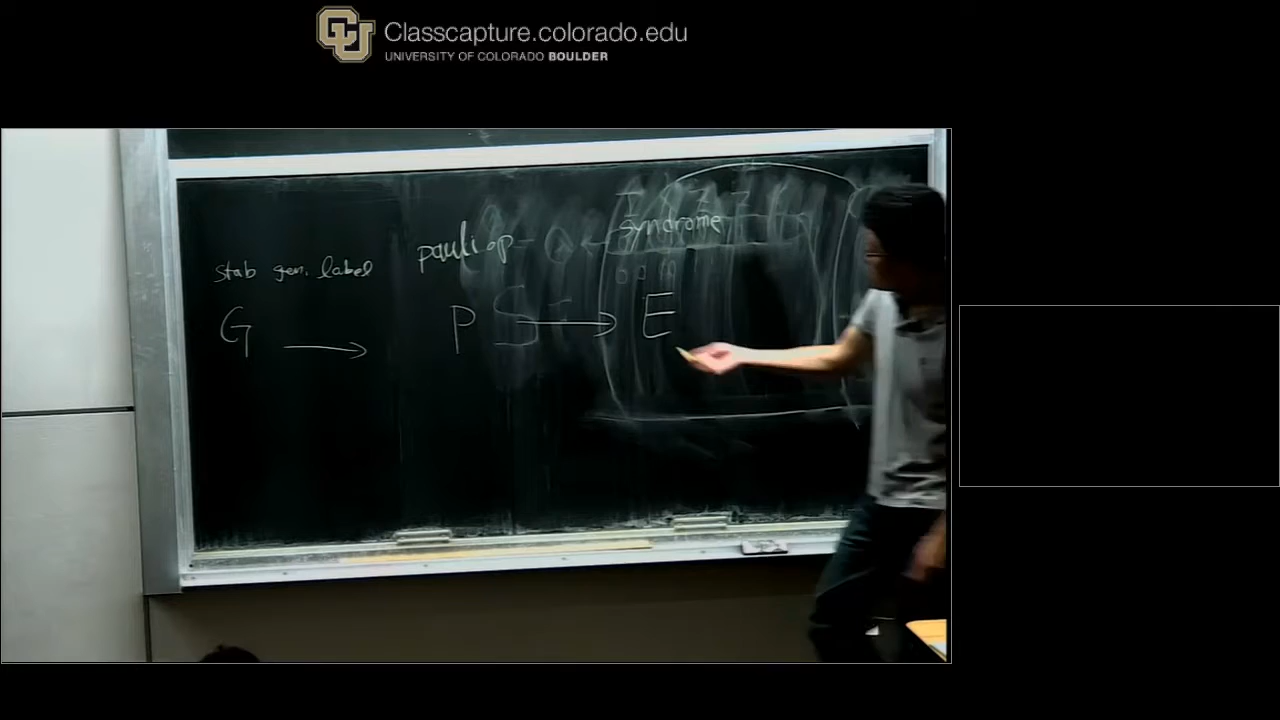 Classcapture.colorado.edu
UNIVERSITY OF COLORADO BOULDER
syndrome
pauli op
stab gen. label
G → P → E